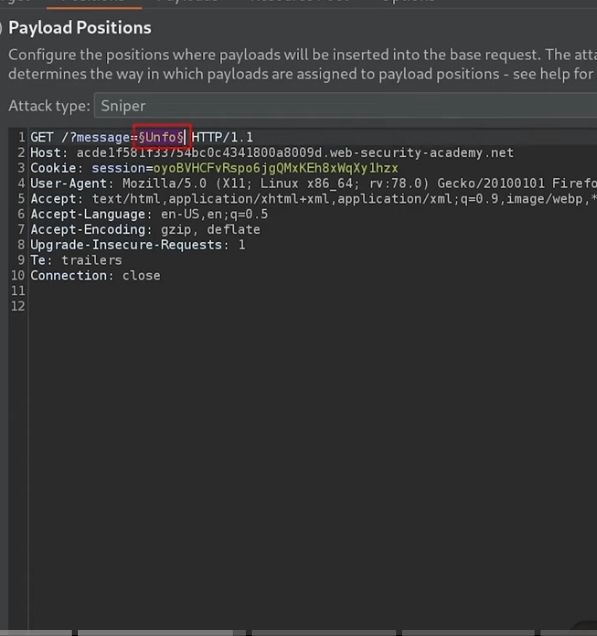 Payload Positions
Configure the positions where payloads will be inserted into the base request. The atta
determines the way in which payloads are assigned to payload positions - see help for
Attack type: Sniper
1 GET /?message=§Unfo§ HTTP/1.1
2 Host: acde1f581f33754bc0c4341800a8009d.web-security-academy.net
3 Cookie: session=oyoBVHCFvRspo6jgQMxKEh8xWqXy1hzx
4 User-Agent: Mozilla/5.0 (X11; Linux x86_64; rv:78.0) Gecko/20100101 Firefo
5 Accept: text/html,application/xhtml+xml,application/xml;q=0.9,image/webp,*
6 Accept-Language: en-US,en;q=0.5
7 Accept-Encoding: gzip, deflate
8 Upgrade-Insecure-Requests: 1
9 Te: trailers
10 Connection: close
11
12